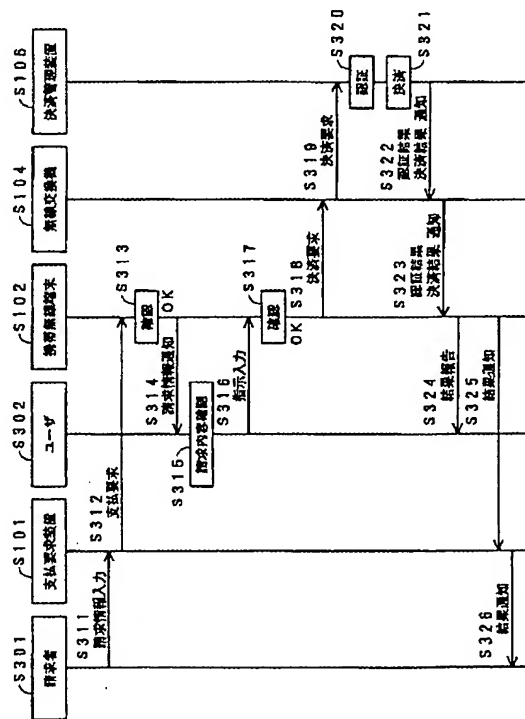 S301
請求者
S101
支払要求装置
S302
ユーザ
S102
携帯無線端末
S104
無線交換機
S106
決済管理装置
S311
請求情報入力
S312
支払要求
S313
確認
OK
S314
請求情報通知
S315
請求内容確認
S316
指示入力
S317
確認
OK
S318
決済要求
S319
決済要求
S320
認証
S321
決済
S322
認証結果
決済結果 通知
S323
認証結果
決済結果 通知
S324
結果報告
S325
結果通知
S326
結果通知